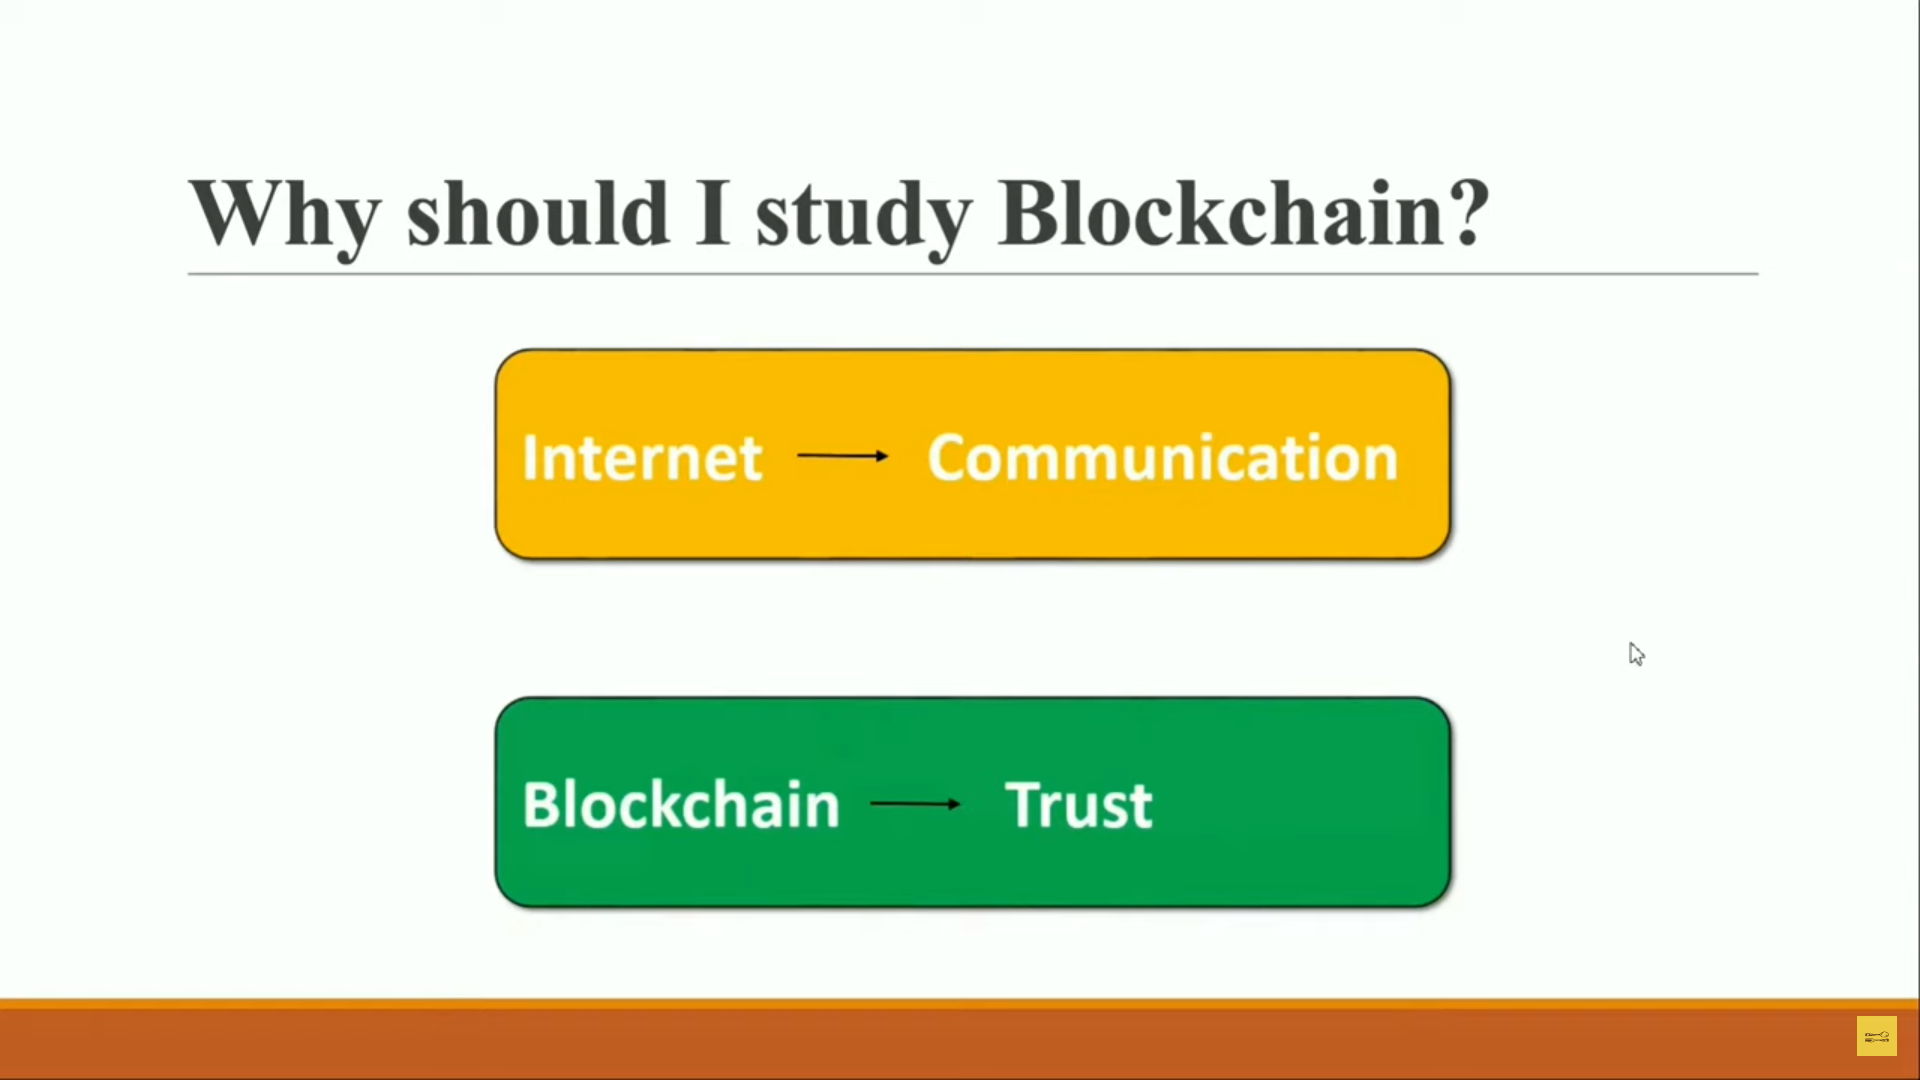 Why should I study Blockchain?
Internet → Communication
Blockchain → Trust